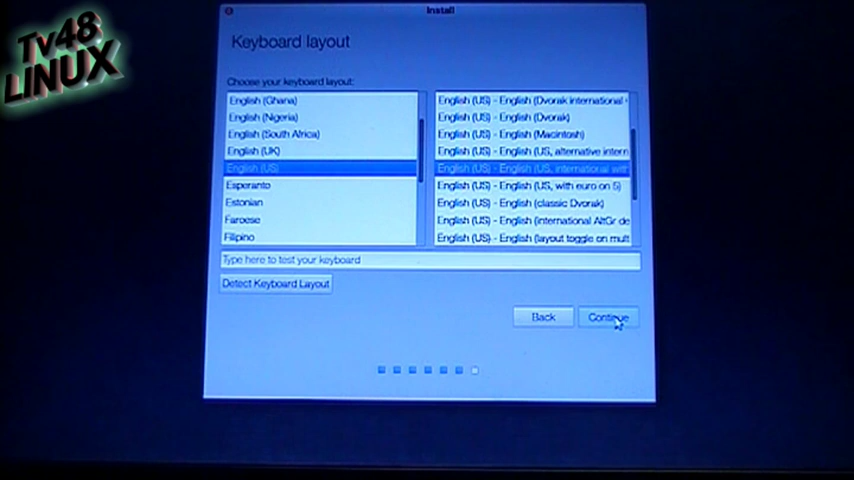 Tv48
LINUX
Install
Keyboard layout
Choose your keyboard layout:
English (Ghana)
English (Nigeria)
English (South Africa)
English (UK)
English (US)
Esperanto
Estonian
Faroese
Filipino
English (US) - English (Dvorak international
English (US) - English (Dvorak)
English (US) - English (Macintosh)
English (US) - English (US, alternative intern
English (US) - English (US, international with
English (US) - English (US, with euro on 5)
English (US) - English (classic Dvorak)
English (US) - English (international AltGr de
English (US) - English (layout toggle on mult
Type here to test your keyboard
Detect Keyboard Layout
Back
Continue